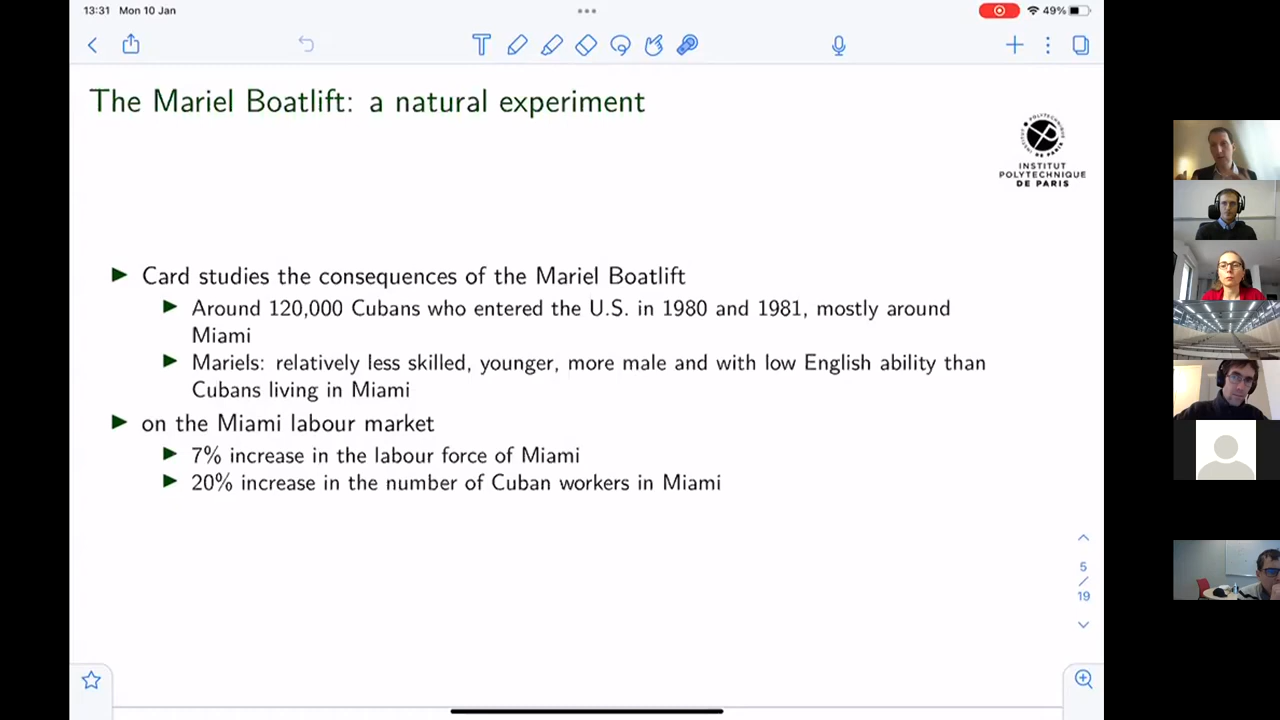 13:31 Mon 10 Jan
49%
T
The Mariel Boatlift: a natural experiment
POLYTECHNIQUE
DE PARIS
INSTITUT
POLYTECHNIQUE
DE PARIS
Card studies the consequences of the Mariel Boatlift
Around 120,000 Cubans who entered the U.S. in 1980 and 1981, mostly around
Miami
Mariels: relatively less skilled, younger, more male and with low English ability than
Cubans living in Miami
on the Miami labour market
7% increase in the labour force of Miami
20% increase in the number of Cuban workers in Miami
5
/
19